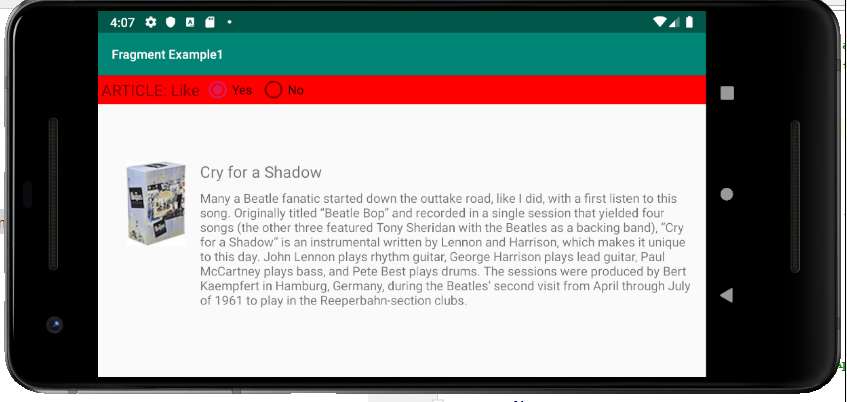 4:07
Fragment Example1
ARTICLE: Like Yes No
Cry for a Shadow
Many a Beatle fanatic started down the outtake road, like I did, with a first listen to this
song. Originally titled “Beatle Bop” and recorded in a single session that yielded four
songs (the other three featured Tony Sheridan with the Beatles as a backing band), “Cry
for a Shadow” is an instrumental written by Lennon and Harrison, which makes it unique
to this day. John Lennon plays rhythm guitar, George Harrison plays lead guitar, Paul
McCartney plays bass, and Pete Best plays drums. The sessions were produced by Bert
Kaempfert in Hamburg, Germany, during the Beatles’ second visit from April through July
of 1961 to play in the Reeperbahn-section clubs.